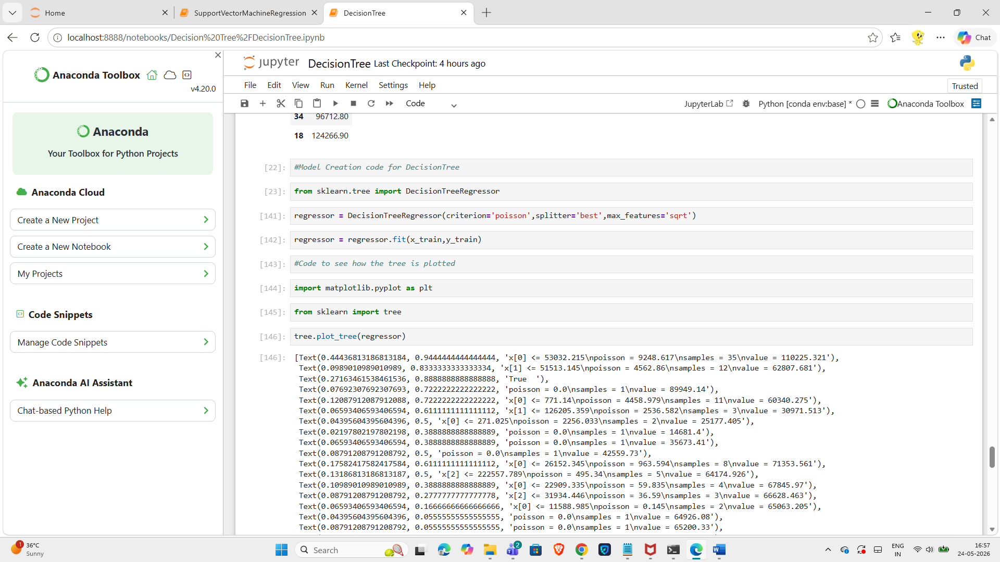 Home
SupportVectorMachineRegression
DecisionTree
localhost:8888/notebooks/Decision%20Tree%2FDecisionTree.ipynb
Chat
Anaconda Toolbox
v4.20.0
Anaconda
Your Toolbox for Python Projects
Anaconda Cloud
Create a New Project
Create a New Notebook
My Projects
Code Snippets
Manage Code Snippets
Anaconda AI Assistant
Chat-based Python Help
jupyter DecisionTree Last Checkpoint: 4 hours ago
File Edit View Run Kernel Settings Help
Trusted
Code
JupyterLab
Python [conda env:base] *
Anaconda Toolbox
34 96712.80
18 124266.90
[22]: #Model Creation code for DecisionTree
[23]: from sklearn.tree import DecisionTreeRegressor
[141]: regressor = DecisionTreeRegressor(criterion='poisson',splitter='best',max_features='sqrt')
[142]: regressor = regressor.fit(x_train,y_train)
[143]: #Code to see how the tree is plotted
[144]: import matplotlib.pyplot as plt
[145]: from sklearn import tree
[146]: tree.plot_tree(regressor)
[146]: [Text(0.44436813186813184, 0.9444444444444444, 'x[0] <= 53032.215\npoisson = 9248.617\nsamples = 35\nvalue = 110225.321'),
Text(0.0989010989010989, 0.8333333333333334, 'x[1] <= 51513.145\npoisson = 4562.86\nsamples = 12\nvalue = 62807.681'),
Text(0.27163461538461536, 0.8888888888888888, 'True  '),
Text(0.07692307692307693, 0.7222222222222222, 'poisson = 0.0\nsamples = 1\nvalue = 89949.14'),
Text(0.12087912087912088, 0.7222222222222222, 'x[0] <= 771.14\npoisson = 4458.979\nsamples = 11\nvalue = 60340.275'),
Text(0.06593406593406594, 0.6111111111111112, 'x[1] <= 126205.359\npoisson = 2536.582\nsamples = 3\nvalue = 30971.513'),
Text(0.04395604395604396, 0.5, 'x[0] <= 271.025\npoisson = 2256.033\nsamples = 2\nvalue = 25177.405'),
Text(0.02197802197802198, 0.3888888888888889, 'poisson = 0.0\nsamples = 1\nvalue = 14681.4'),
Text(0.06593406593406594, 0.3888888888888889, 'poisson = 0.0\nsamples = 1\nvalue = 35673.41'),
Text(0.08791208791208792, 0.5, 'poisson = 0.0\nsamples = 1\nvalue = 42559.73'),
Text(0.17582417582417584, 0.6111111111111112, 'x[0] <= 26152.345\npoisson = 963.594\nsamples = 8\nvalue = 71353.561'),
Text(0.13186813186813187, 0.5, 'x[2] <= 222557.789\npoisson = 495.34\nsamples = 5\nvalue = 64174.926'),
Text(0.10989010989010989, 0.3888888888888889, 'x[0] <= 22909.335\npoisson = 59.835\nsamples = 4\nvalue = 67845.97'),
Text(0.08791208791208792, 0.2777777777777778, 'x[2] <= 31934.446\npoisson = 36.59\nsamples = 3\nvalue = 66628.463'),
Text(0.06593406593406594, 0.16666666666666666, 'x[0] <= 11588.985\npoisson = 0.145\nsamples = 2\nvalue = 65063.205'),
Text(0.04395604395604396, 0.05555555555555555, 'poisson = 0.0\nsamples = 1\nvalue = 64926.08'),
Text(0.08791208791208792, 0.05555555555555555, 'poisson = 0.0\nsamples = 1\nvalue = 65200.33'),
1
36°C
Sunny
Search
2
ENG
IN
16:57
24-05-2026